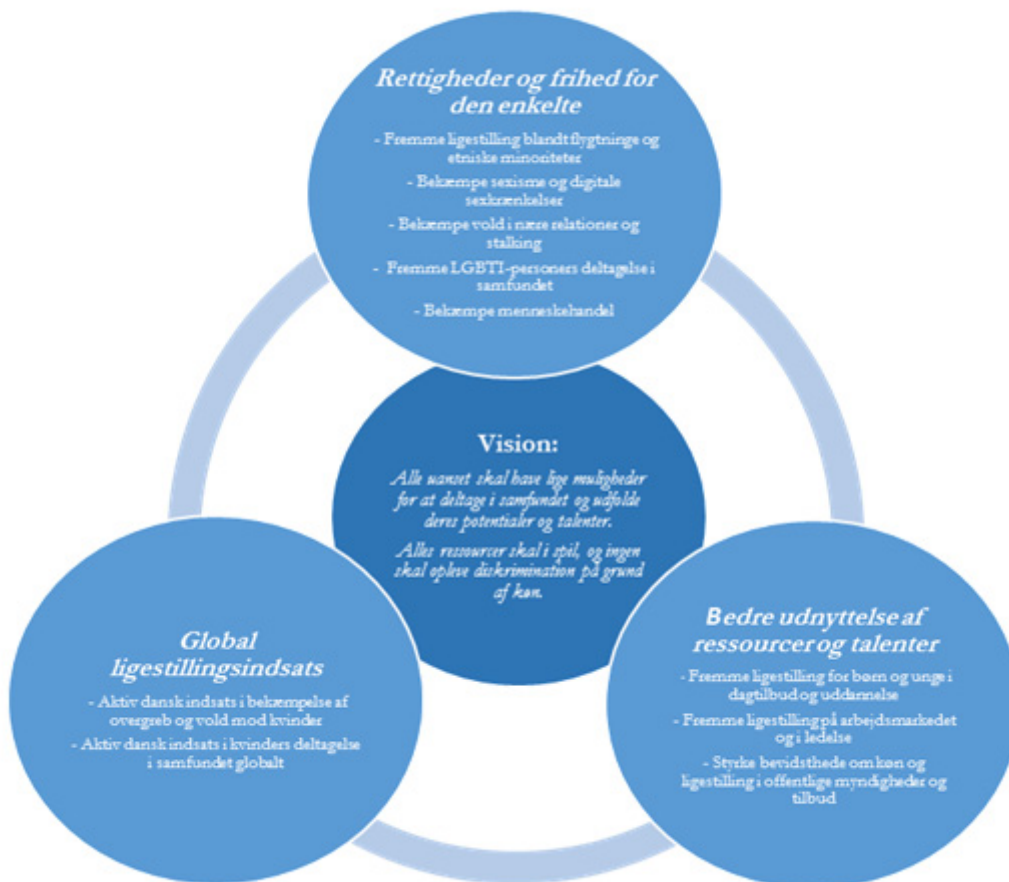 Rettigheder og frihed for
den enkelte
- Fremme ligestilling blandt flygtninge og
etniske minoriteter
- Bekæmpe sexisme og digitale
sexkrænkelser
- Bekæmpe vold i nære relationer og
stalking
- Fremme LGBTI-personers deltagelse i
samfundet
- Bekæmpe menneskehandel
Vision:
Alle uanset skal have lige muligheder
for at deltage i samfundet og udfolde
deres potentialer og talenter.
Alles ressourcer skal i spil, og ingen
skal opleve diskrimination på grund
af køn.
Global
ligestillingsindsats
- Aktiv dansk indsats i bekæmpelse af
overgreb og vold mod kvinder
- Aktiv dansk indsats i kvinders deltagelse
i samfundet globalt
Bedre udnyttelse af
ressourcer og talenter
- Fremme ligestilling for børn og unge i
dagtilbud og uddannelse
- Fremme ligestilling på arbejdsmarkedet
og i ledelse
- Styrke bevidsthede om køn og
ligestilling i offentlige myndigheder og
tilbud